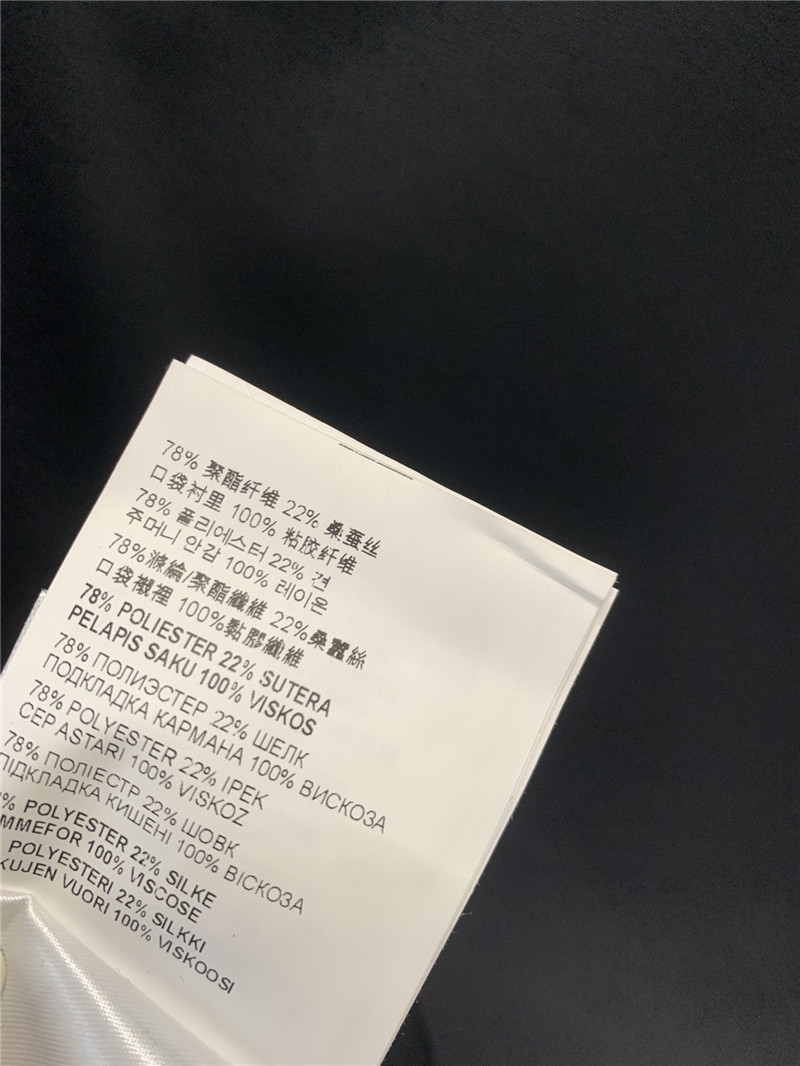 78% 聚酯纤维 22% 桑蚕丝
口袋衬里 100% 粘胶纤维
78% 폴리에스터 22% 견
주머니 안감 100% 레이온
78%滌綸/聚酯纖維 22%桑蠶絲
口袋襯裡 100%黏膠纖維
78% POLIESTER 22% SUTERA
PELAPIS SAKU 100% VISKOS
78% ПОЛИЭСТЕР 22% ШЕЛК
ПОДКЛАДКА КАРМАНА 100% ВИСКОЗА
78% POLYESTER 22% IPEK
CEP ASTARI 100% VISKOZ
78% ПОЛІЕСТР 22% ШОВК
ПІДКЛАДКА КИШЕНІ 100% ВІСКОЗА
% POLYESTER 22% SILKE
MMEFOR 100% VISCOSE
POLYESTERI 22% SILKKI
KUJEN VUORI 100% VISKOOSI